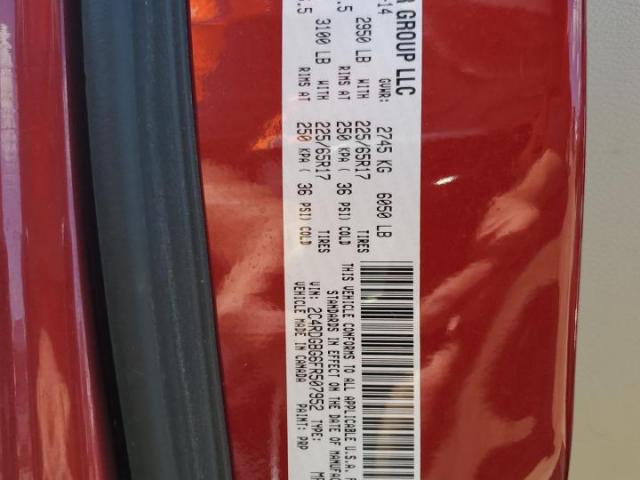 R GROUP LLC
-14 GVWR: 2745 KG 6050 LB
2950 LB WITH 225/65R17 TIRES
.5 RIMS AT 250 KPA ( 36 PSI) COLD
3100 LB WITH 225/65R17 TIRES
6.5 RIMS AT 250 KPA ( 36 PSI) COLD
THIS VEHICLE CONFORMS TO ALL APPLICABLE U.S.A.
STANDARDS IN EFFECT ON THE DATE OF MANUFAC
VIN: 2C4RDGBG6FR507952 TYPE:
VEHICLE MADE IN CANADA PAINT: PRP